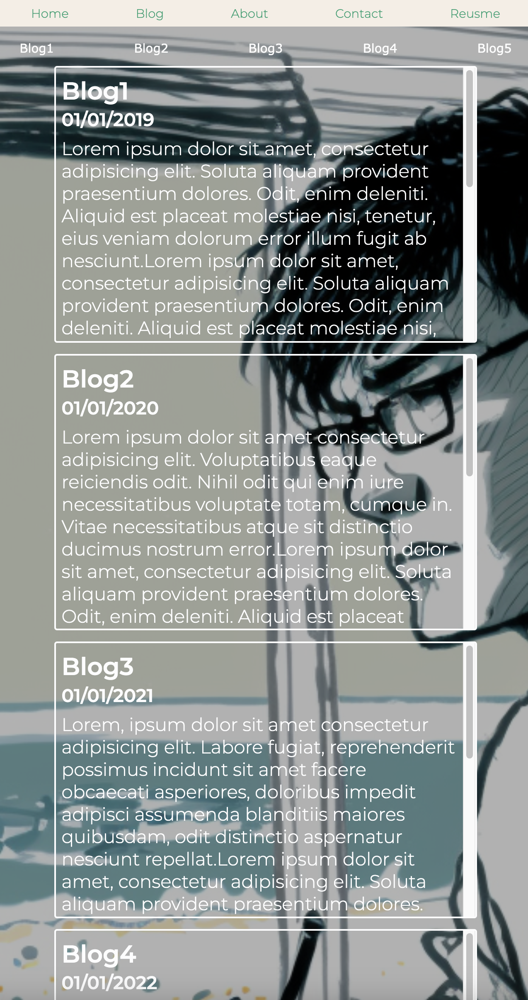 Home Blog About Contact Reusme
Blog1 Blog2 Blog3 Blog4 Blog5
Blog1
01/01/2019
Lorem ipsum dolor sit amet, consectetur
adipisicing elit. Soluta aliquam provident
praesentium dolores. Odit, enim deleniti.
Aliquid est placeat molestiae nisi, tenetur,
eius veniam dolorum error illum fugit ab
nesciunt.Lorem ipsum dolor sit amet,
consectetur adipisicing elit. Soluta aliquam
provident praesentium dolores. Odit, enim
deleniti. Aliquid est placeat molestiae nisi,
Blog2
01/01/2020
Lorem ipsum dolor sit amet consectetur
adipisicing elit. Voluptatibus eaque
reiciendis odit. Nihil odit qui enim iure
necessitatibus voluptate totam, cumque in.
Vitae necessitatibus atque sit distinctio
ducimus nostrum error.Lorem ipsum dolor
sit amet, consectetur adipisicing elit. Soluta
aliquam provident praesentium dolores.
Odit, enim deleniti. Aliquid est placeat
Blog3
01/01/2021
Lorem, ipsum dolor sit amet consectetur
adipisicing elit. Labore fugiat, reprehenderit
possimus incidunt sit amet facere
obcaecati asperiores, doloribus impedit
adipisci assumenda blanditiis maiores
quibusdam, odit distinctio aspernatur
nesciunt repellat.Lorem ipsum dolor sit
amet, consectetur adipisicing elit. Soluta
aliquam provident praesentium dolores.
Blog4
01/01/2022